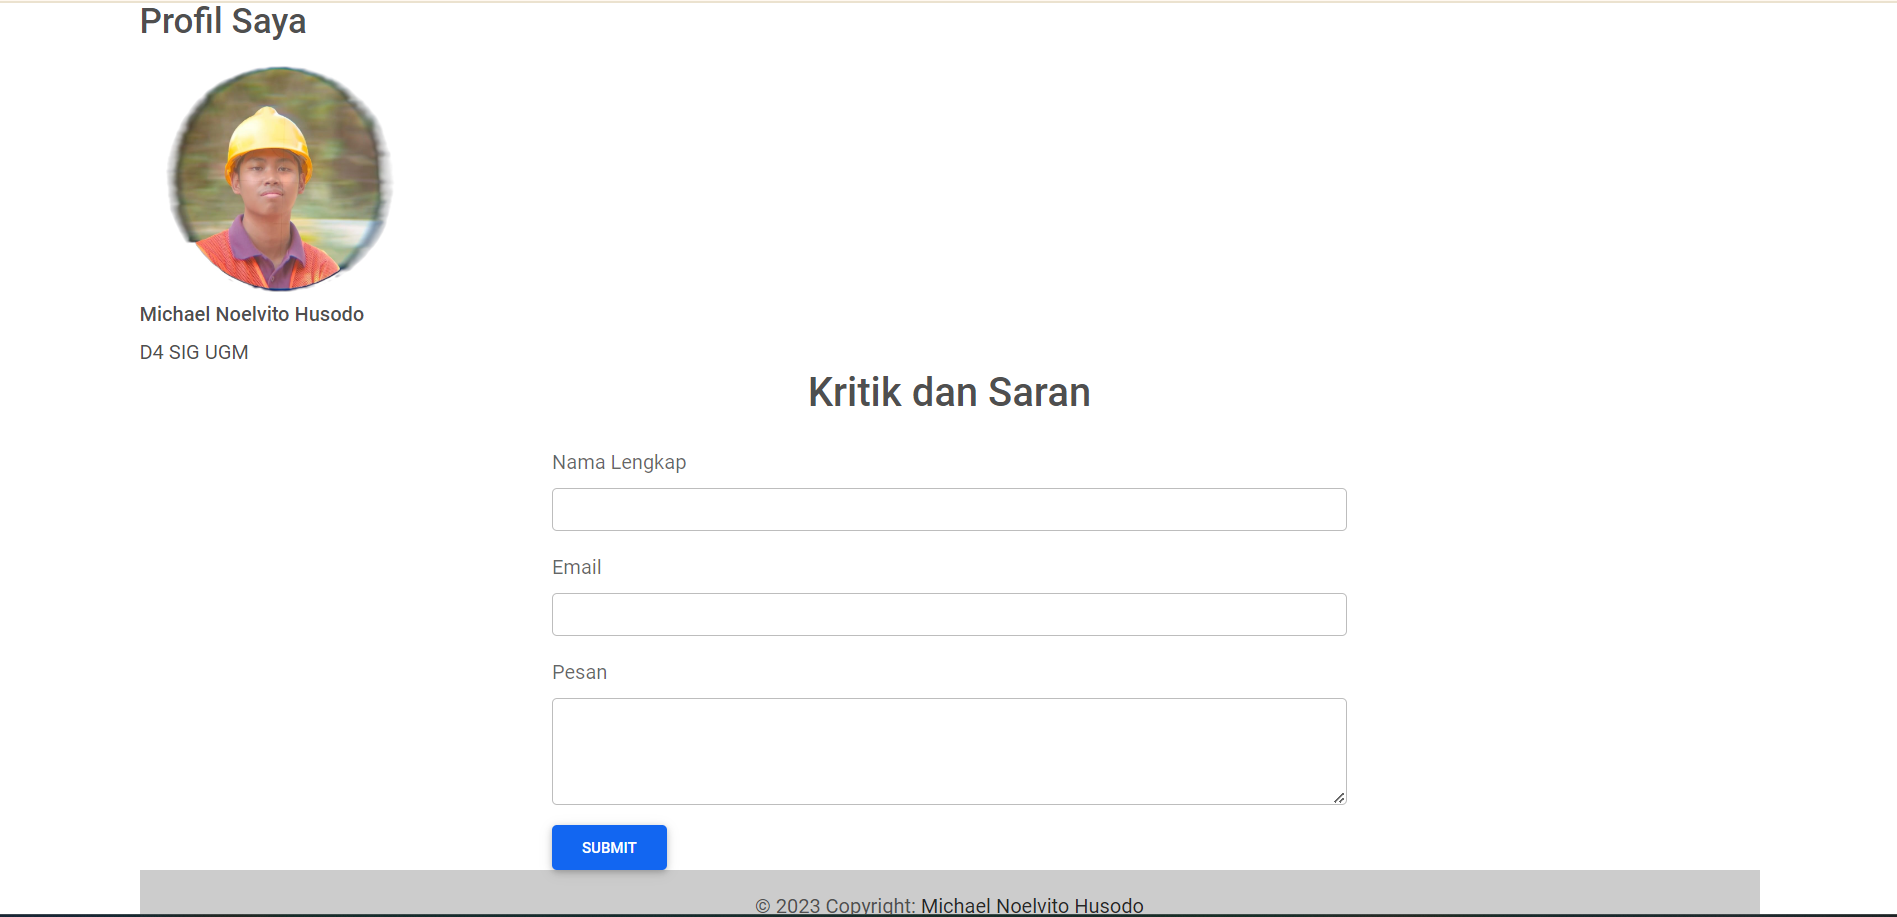 Profil Saya
Michael Noelvito Husodo
D4 SIG UGM
Kritik dan Saran
Nama Lengkap
Email
Pesan
SUBMIT
© 2023 Copyright: Michael Noelvito Husodo